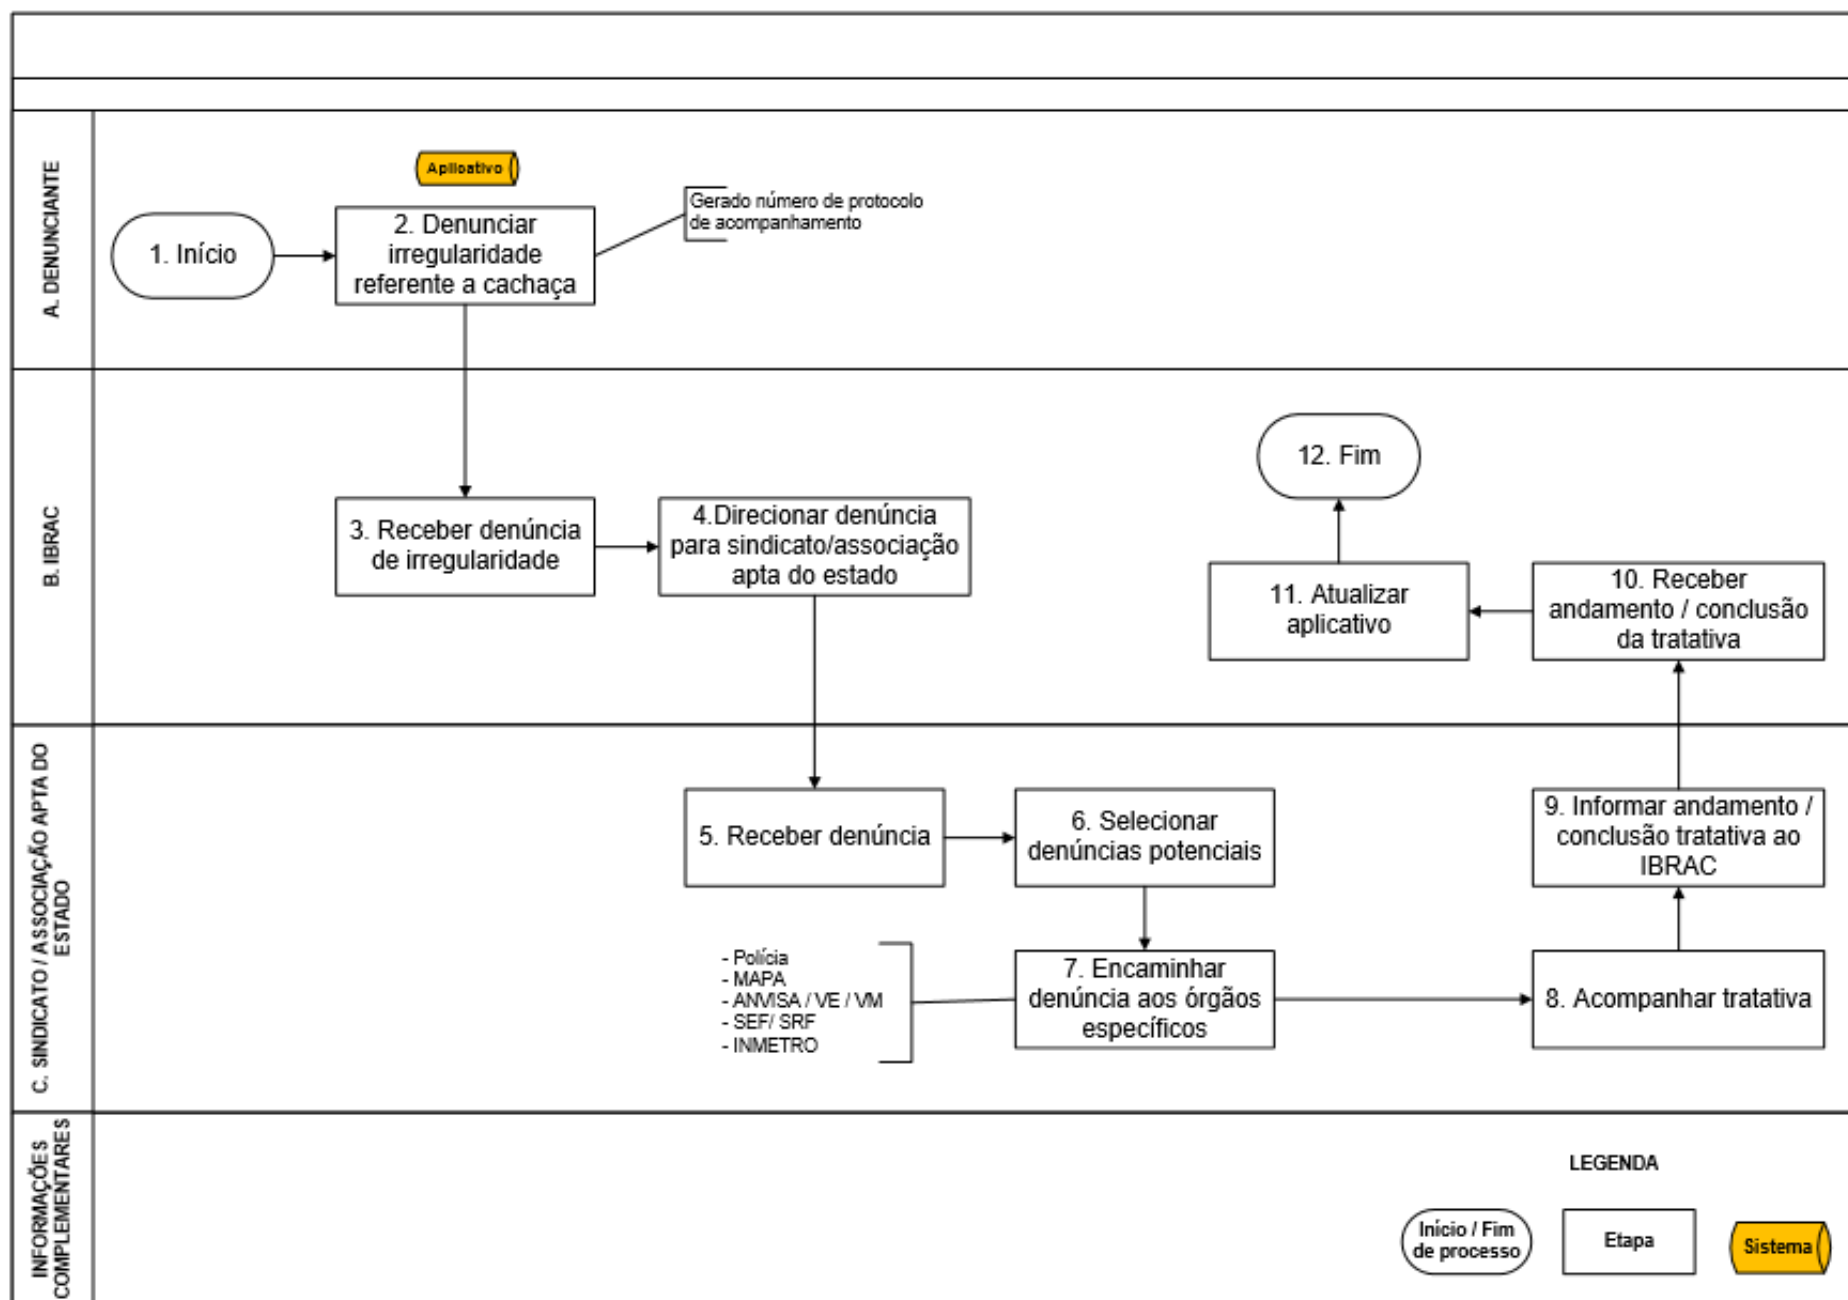 A. DENUNCIANTE
Aplicativo
1. Início
2. Denunciar
irregularidade
referente a cachaça
Gerado número de protocolo
de acompanhamento
B. IBRAC
3. Receber denúncia
de irregularidade
4.Direcionar denúncia
para sindicato/associação
apta do estado
12. Fim
11. Atualizar
aplicativo
10. Receber
andamento / conclusão
da tratativa
C. SINDICATO / ASSOCIAÇÃO APTA DO
ESTADO
5. Receber denúncia
6. Selecionar
denúncias potenciais
9. Informar andamento /
conclusão tratativa ao
IBRAC
- Polícia
- MAPA
- ANVISA / VE / VM
- SEF/ SRF
- INMETRO
7. Encaminhar
denúncia aos órgãos
específicos
8. Acompanhar tratativa
INFORMAÇÕES
COMPLEMENTARES
LEGENDA
Início / Fim
de processo
Etapa
Sistema